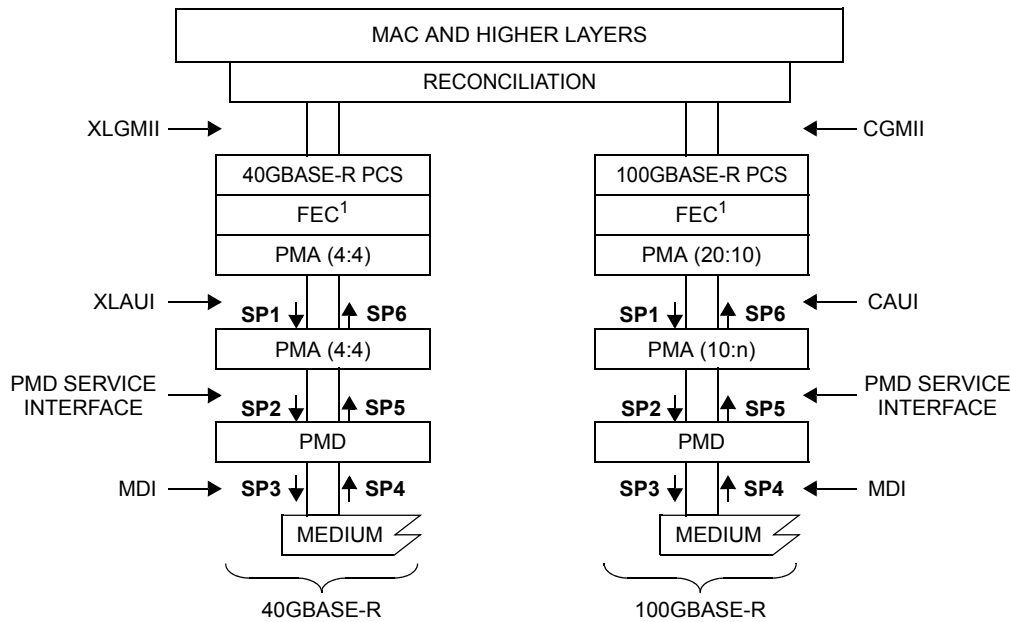 MAC AND HIGHER LAYERS
RECONCILIATION
XLGMII
CGMII
40GBASE-R PCS
100GBASE-R PCS
FEC1
FEC1
PMA (4:4)
PMA (20:10)
XLAUI
SP1
SP6
SP1
SP6
CAUI
PMA (4:4)
PMA (10:n)
PMD SERVICE
INTERFACE
SP2
SP5
SP2
SP5
PMD SERVICE
INTERFACE
PMD
PMD
MDI
SP3
SP4
SP3
SP4
MDI
MEDIUM
MEDIUM
40GBASE-R
100GBASE-R